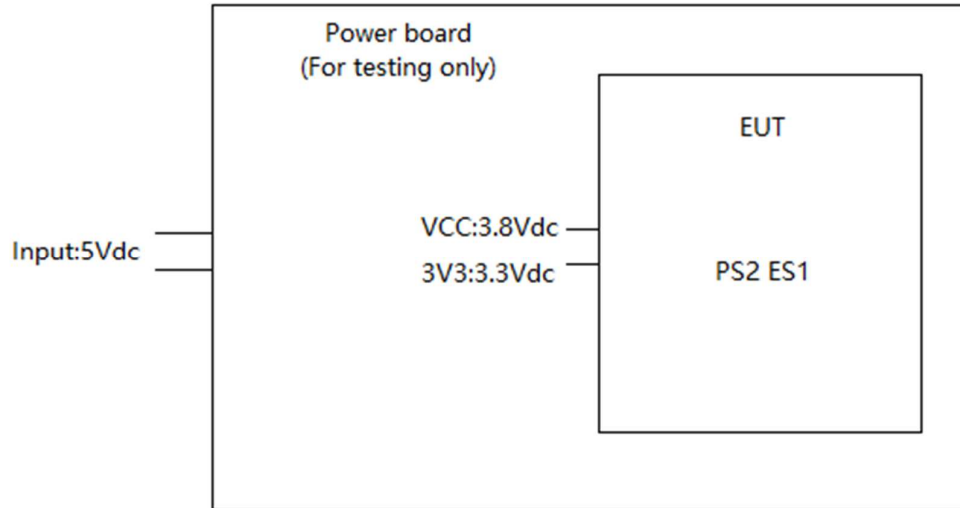 Power board
(For testing only)
EUT
Input:5Vdc
VCC:3.8Vdc
3V3:3.3Vdc
PS2 ES1